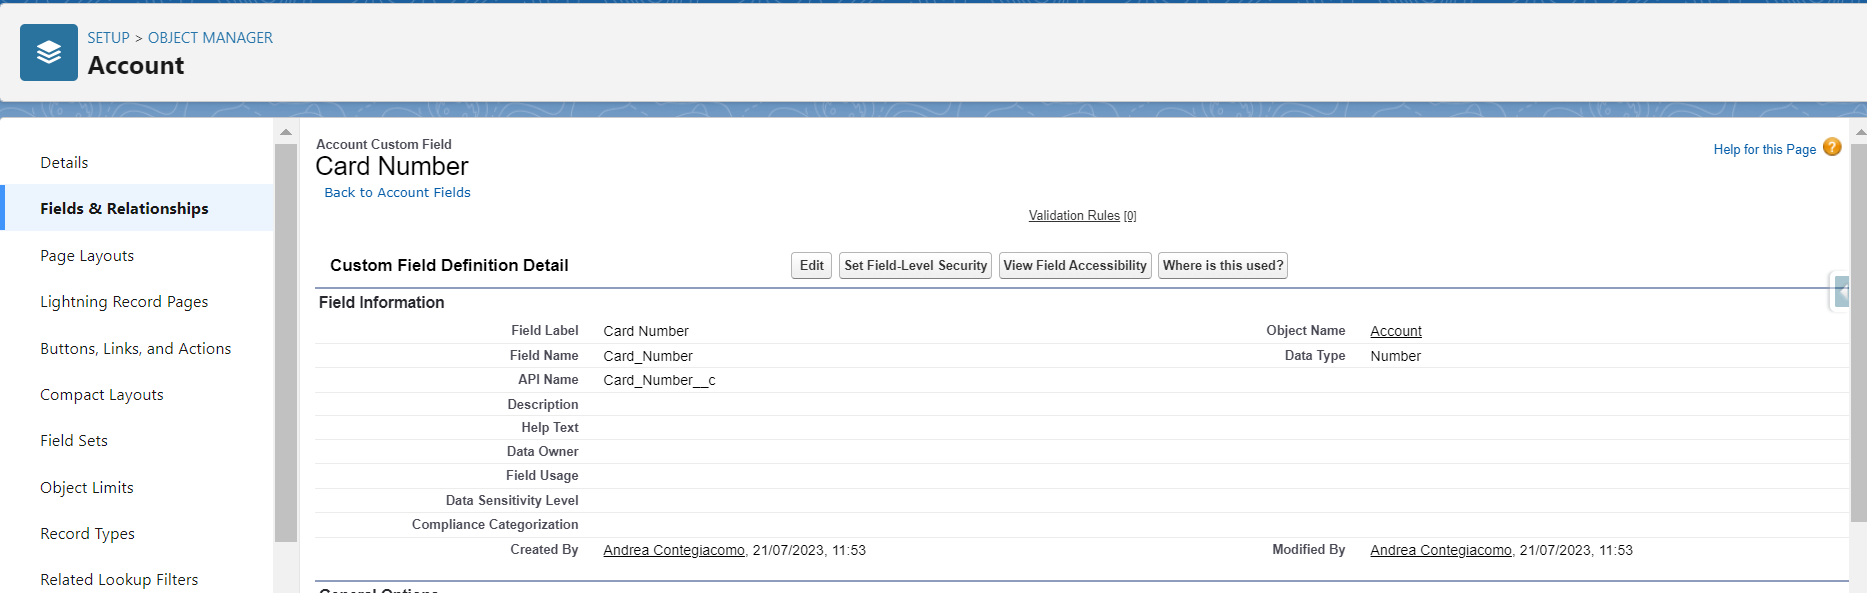 SETUP > OBJECT MANAGER
Account
Details
Fields & Relationships
Page Layouts
Lightning Record Pages
Buttons, Links, and Actions
Compact Layouts
Field Sets
Object Limits
Record Types
Related Lookup Filters
Account Custom Field
Card Number
Back to Account Fields
Help for this Page ?
Validation Rules [0]
Custom Field Definition Detail
Edit
Set Field-Level Security
View Field Accessibility
Where is this used?
Field Information
Field Label Card Number Object Name Account
Field Name Card_Number Data Type Number
API Name Card_Number__c
Description
Help Text
Data Owner
Field Usage
Data Sensitivity Level
Compliance Categorization
Created By Andrea Contegiacomo, 21/07/2023, 11:53 Modified By Andrea Contegiacomo, 21/07/2023, 11:53
General Options